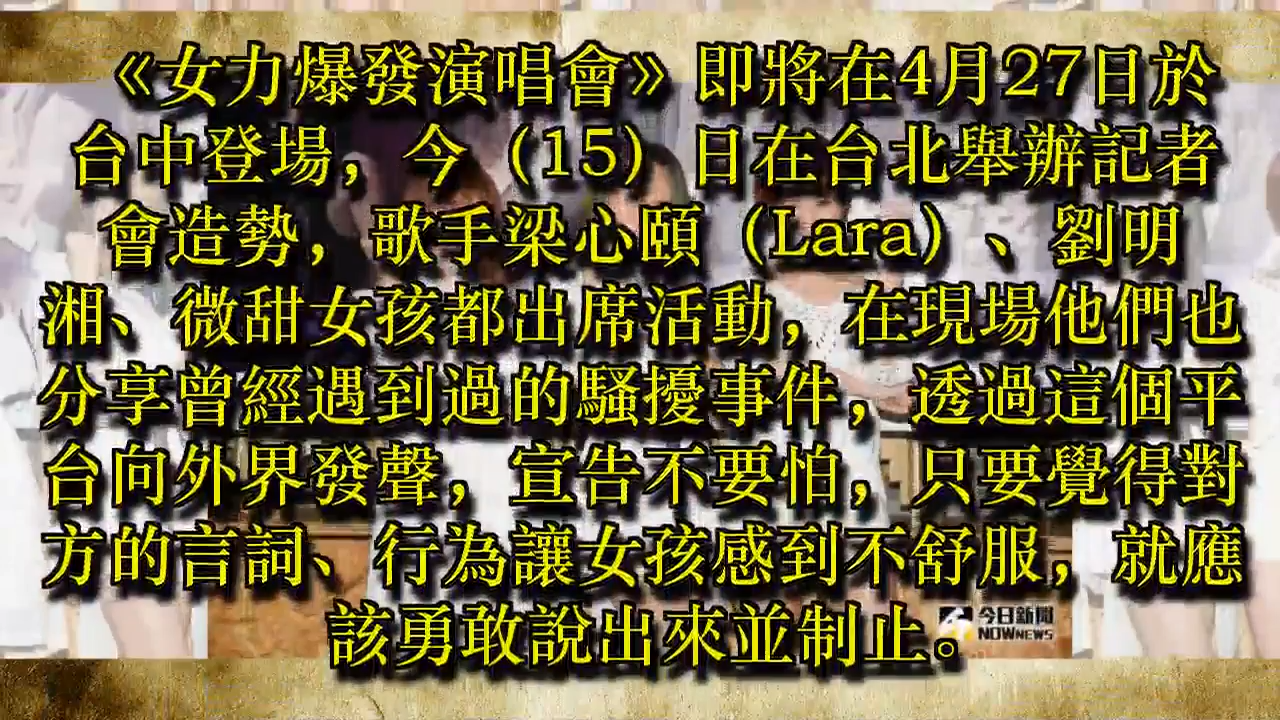 《女力爆發演唱會》即將在4月27日於
台中登場，今（15）日在台北舉辦記者
會造勢，歌手梁心頤（Lara）、劉明
湘、微甜女孩都出席活動，在現場他們也
分享曾經遇到過的騷擾事件，透過這個平
台向外界發聲，宣告不要怕，只要覺得對
方的言詞、行為讓女孩感到不舒服，就應
該勇敢說出來並制止。
今日新聞
NOWNEWS